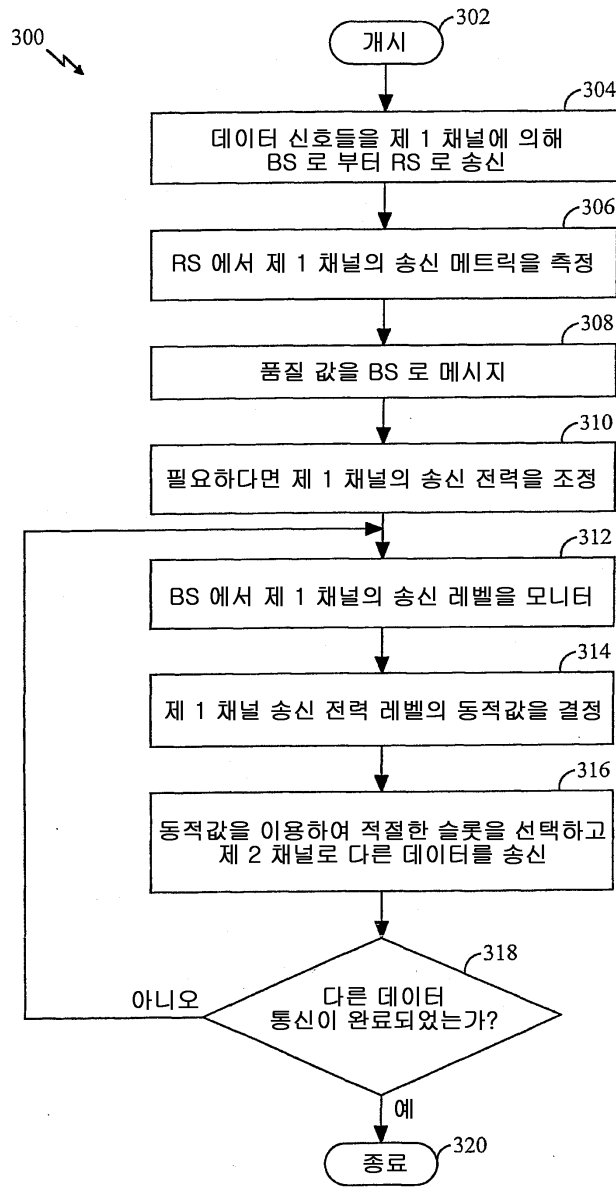 300
302
개시
304
데이터 신호들을 제 1 채널에 의해
BS 로 부터 RS 로 송신
306
RS 에서 제 1 채널의 송신 메트릭을 측정
308
품질 값을 BS 로 메시지
310
필요하다면 제 1 채널의 송신 전력을 조정
312
BS 에서 제 1 채널의 송신 레벨을 모니터
314
제 1 채널 송신 전력 레벨의 동적값을 결정
316
동적값을 이용하여 적절한 슬롯을 선택하고
제 2 채널로 다른 데이터를 송신
318
다른 데이터
통신이 완료되었는가?
아니오
예
종료
320